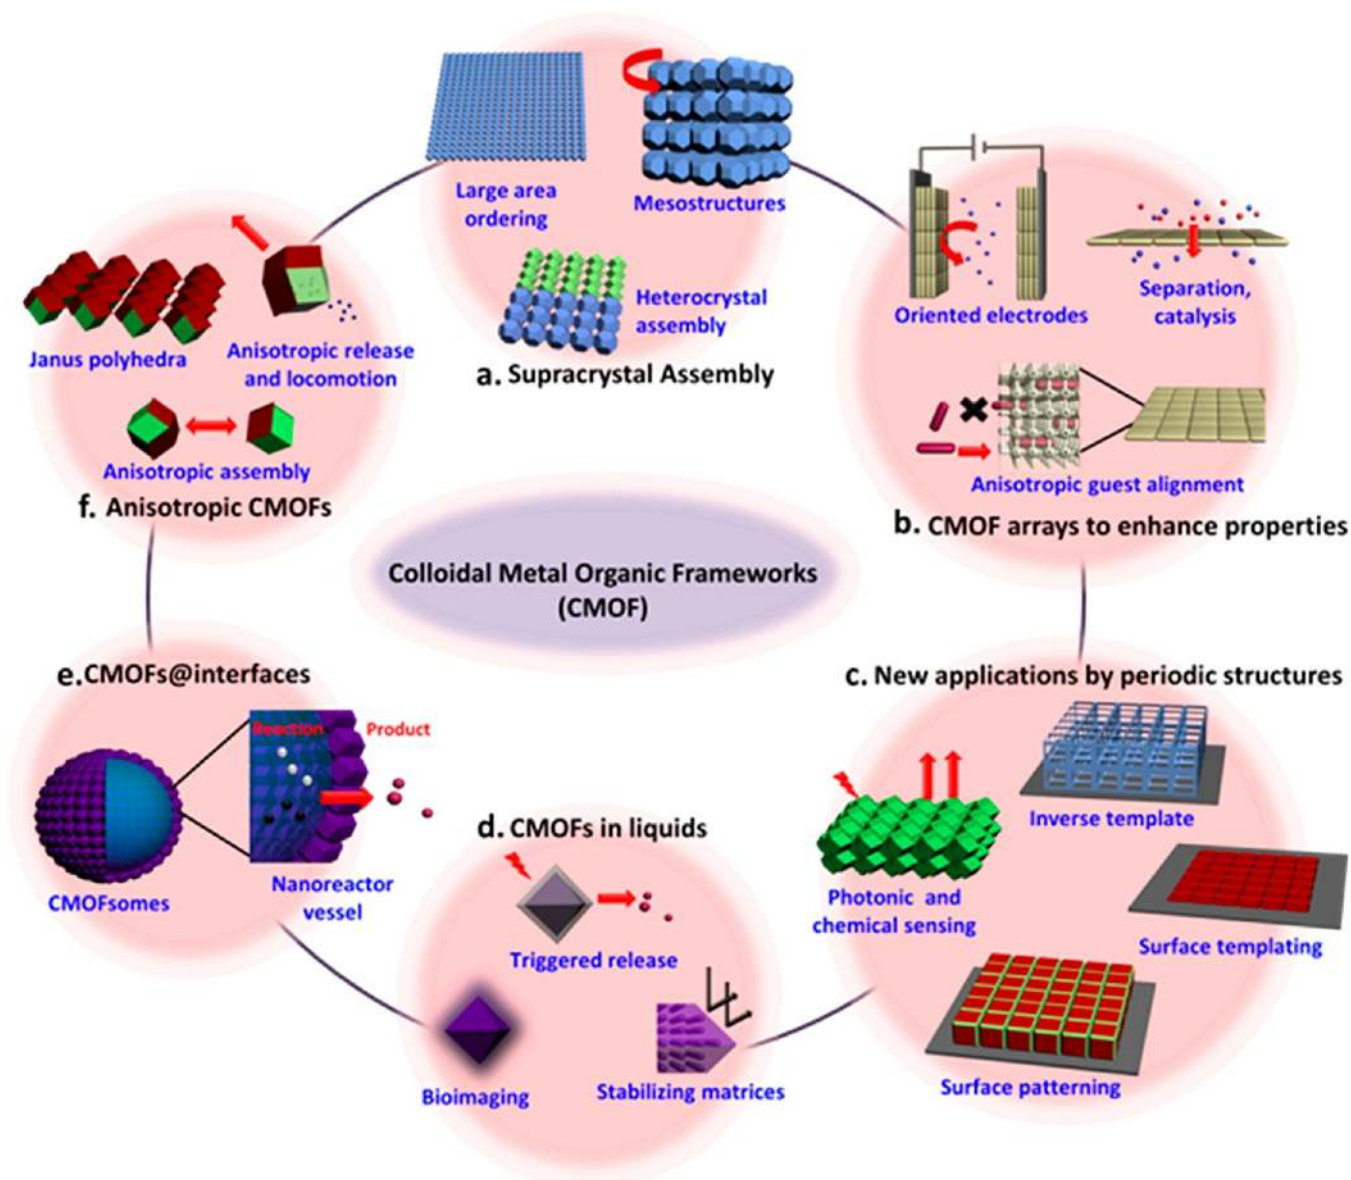 Large area
ordering
Mesostructures
Heterocrystal
assembly
a. Supracrystal Assembly
Oriented electrodes
Separation,
catalysis
Anisotropic guest alignment
b. CMOF arrays to enhance properties
Janus polyhedra
Anisotropic release
and locomotion
Anisotropic assembly
f. Anisotropic CMOFs
Colloidal Metal Organic Frameworks
(CMOF)
e.CMOFs@interfaces
Reaction
Product
CMOFsomes
Nanoreactor
vessel
d. CMOFs in liquids
Triggered release
Bioimaging
Stabilizing matrices
c. New applications by periodic structures
Inverse template
Photonic and
chemical sensing
Surface templating
Surface patterning